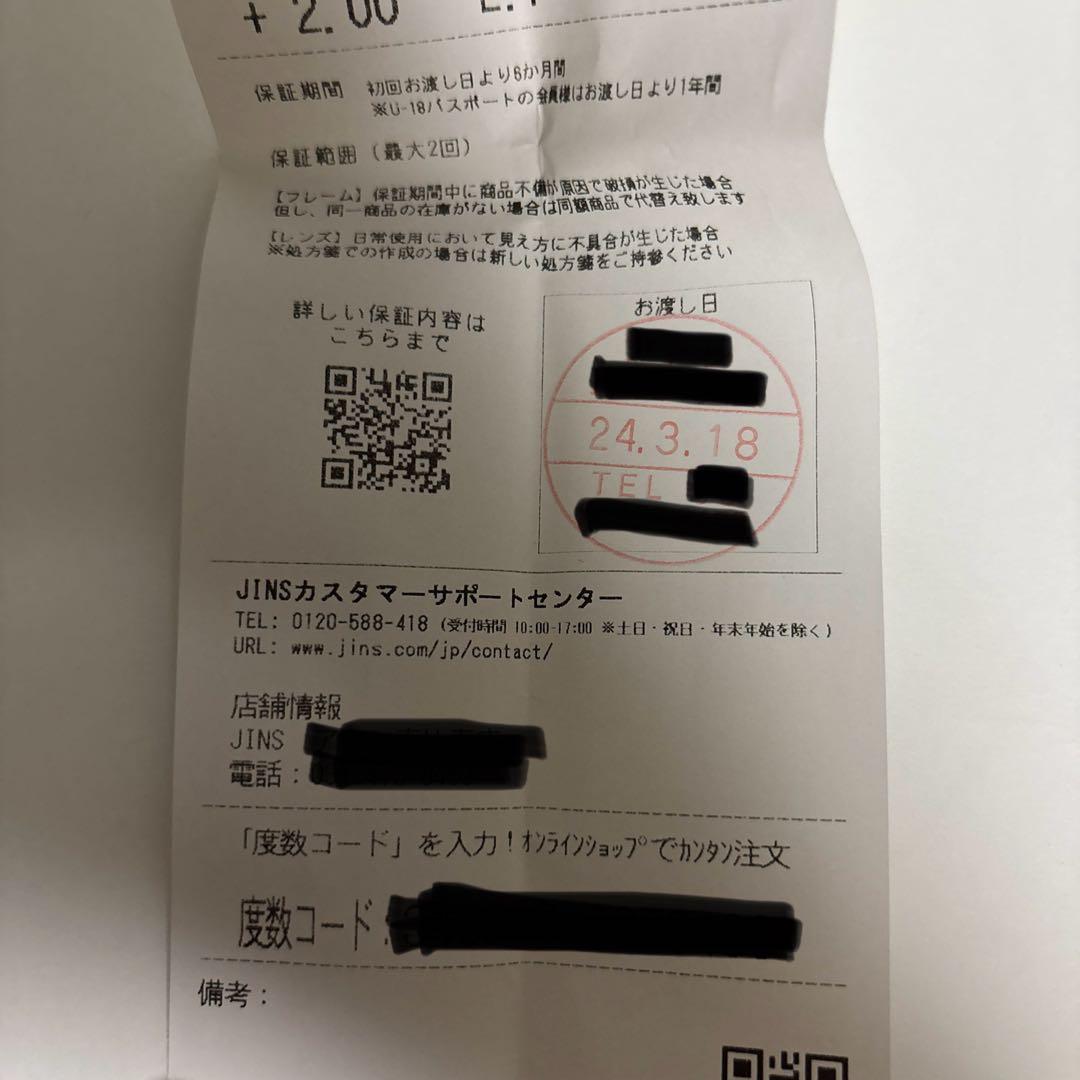 + 2.00
保証期間 初回お渡し日より6か月間
※U-18パスポートの会員様はお渡し日より1年間
保証範囲(最大2回)
【フレーム】保証期間中に商品不備が原因で破損が生じた場合
但し、同一商品の在庫がない場合は同額商品で代替え致します
【レンズ】日常使用において見え方に不具合が生じた場合
※処方箋での作成の場合は新しい処方箋をご持参ください
詳しい保証内容は
こちらまで
お渡し日
24.3.18
TEL
JINSカスタマーサポートセンター
TEL: 0120-588-418 (受付時間 10:00-17:00 ※土日・祝日・年末年始を除く)
URL: www.jins.com/jp/contact/
店舗情報
JINS
電話:
「度数コード」を入力!オンラインショップでカンタン注文
度数コード:
備考: